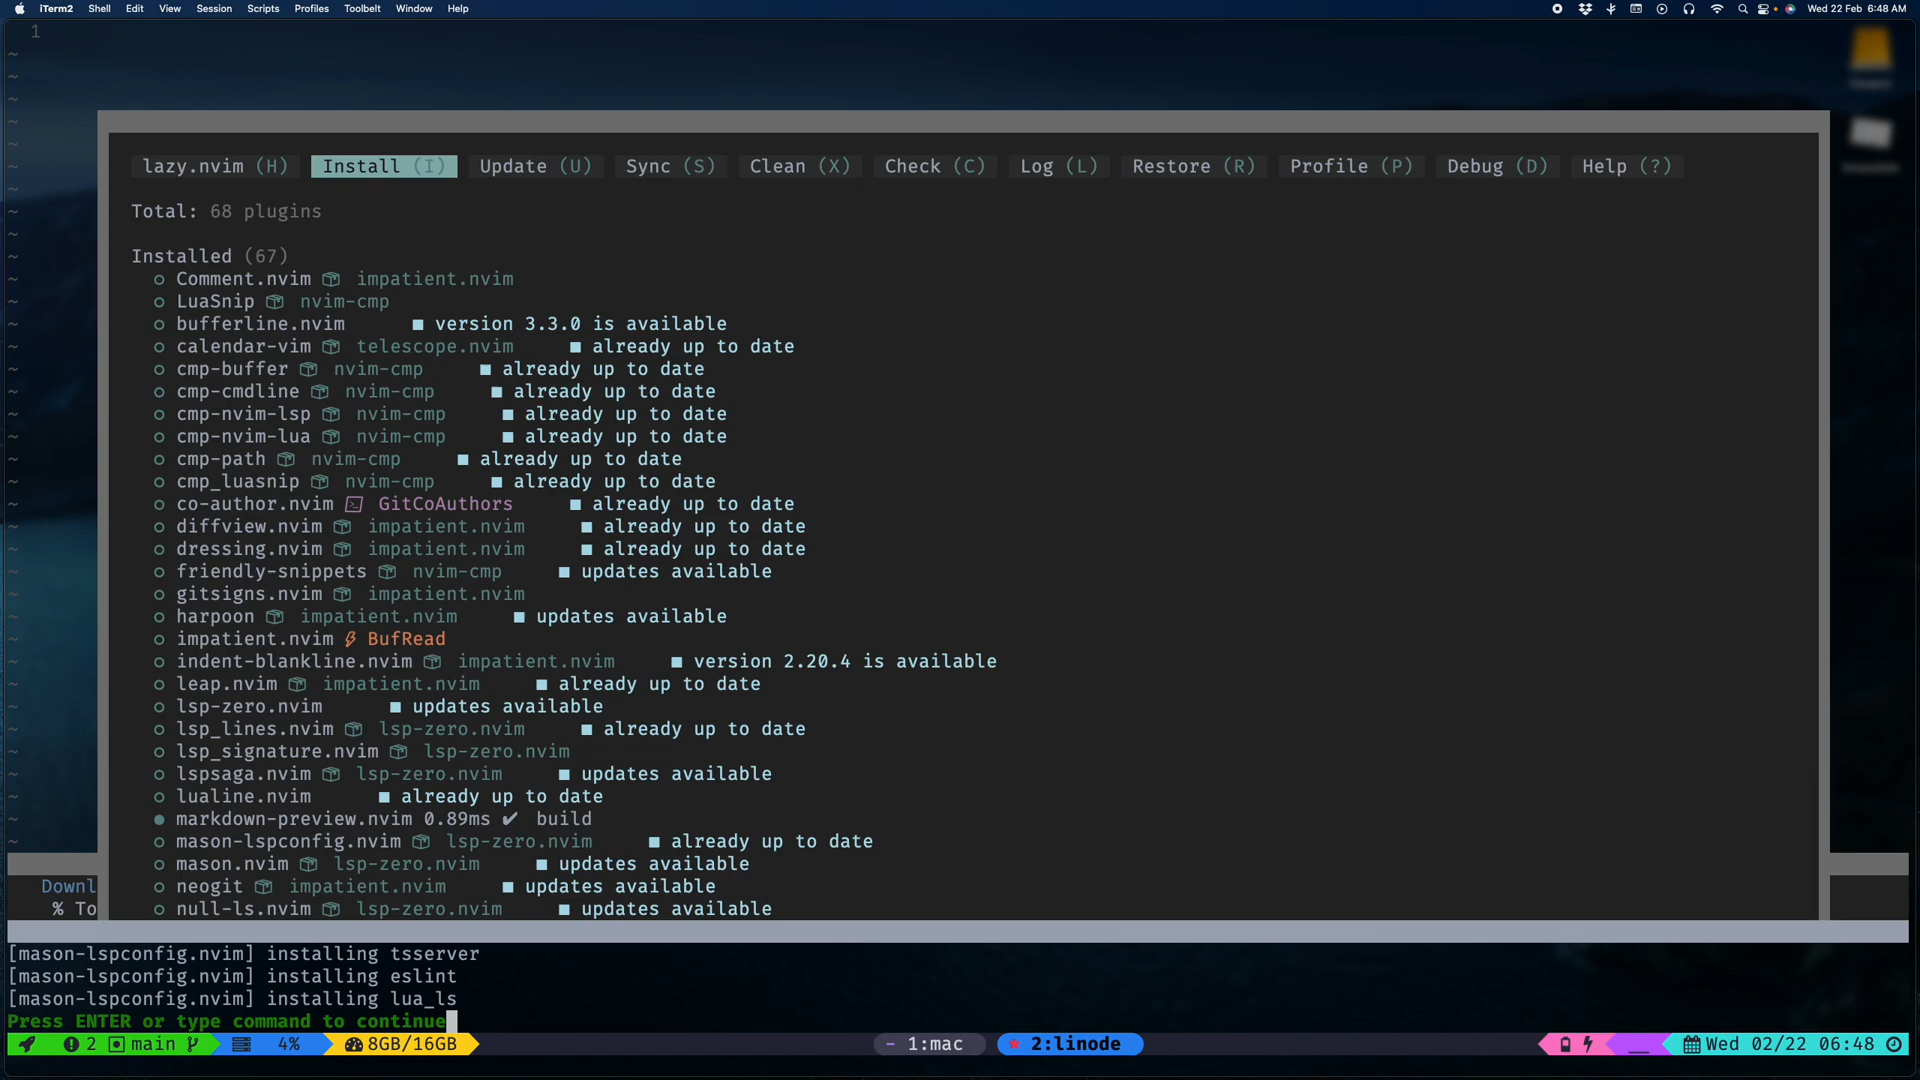 iTerm2 Shell Edit View Session Scripts Profiles Toolbelt Window Help Wed 22 Feb 6:48 AM
1
lazy.nvim (H) Install (I) Update (U) Sync (S) Clean (X) Check (C) Log (L) Restore (R) Profile (P) Debug (D) Help (?)
Total: 68 plugins
Installed (67)
○ Comment.nvim impatient.nvim
○ LuaSnip nvim-cmp
○ bufferline.nvim ■ version 3.3.0 is available
○ calendar-vim telescope.nvim ■ already up to date
○ cmp-buffer nvim-cmp ■ already up to date
○ cmp-cmdline nvim-cmp ■ already up to date
○ cmp-nvim-lsp nvim-cmp ■ already up to date
○ cmp-nvim-lua nvim-cmp ■ already up to date
○ cmp-path nvim-cmp ■ already up to date
○ cmp_luasnip nvim-cmp ■ already up to date
○ co-author.nvim GitCoAuthors ■ already up to date
○ diffview.nvim impatient.nvim ■ already up to date
○ dressing.nvim impatient.nvim ■ already up to date
○ friendly-snippets nvim-cmp ■ updates available
○ gitsigns.nvim impatient.nvim
○ harpoon impatient.nvim ■ updates available
○ impatient.nvim BufRead
○ indent-blankline.nvim impatient.nvim ■ version 2.20.4 is available
○ leap.nvim impatient.nvim ■ already up to date
○ lsp-zero.nvim ■ updates available
○ lsp_lines.nvim lsp-zero.nvim ■ already up to date
○ lsp_signature.nvim lsp-zero.nvim
○ lspsaga.nvim lsp-zero.nvim ■ updates available
○ lualine.nvim ■ already up to date
● markdown-preview.nvim 0.89ms ✔ build
○ mason-lspconfig.nvim lsp-zero.nvim ■ already up to date
○ mason.nvim lsp-zero.nvim ■ updates available
Downl ○ neogit impatient.nvim ■ updates available
% To ○ null-ls.nvim lsp-zero.nvim ■ updates available
[mason-lspconfig.nvim] installing tsserver
[mason-lspconfig.nvim] installing eslint
[mason-lspconfig.nvim] installing lua_ls
Press ENTER or type command to continue
2 main 4% 8GB/16GB - 1:mac * 2:linode Wed 02/22 06:48